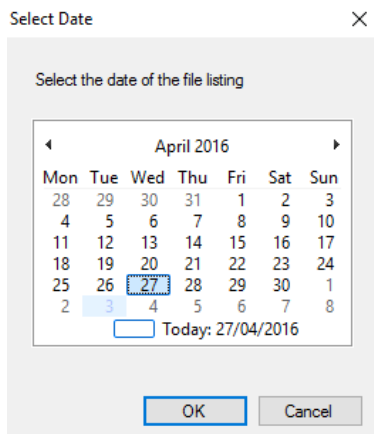 Select Date
Select the date of the file listing
April 2016
Mon Tue Wed Thu Fri Sat Sun
28 29 30 31 1 2 3
4 5 6 7 8 9 10
11 12 13 14 15 16 17
18 19 20 21 22 23 24
25 26 27 28 29 30 1
2 3 4 5 6 7 8
Today: 27/04/2016
OK Cancel